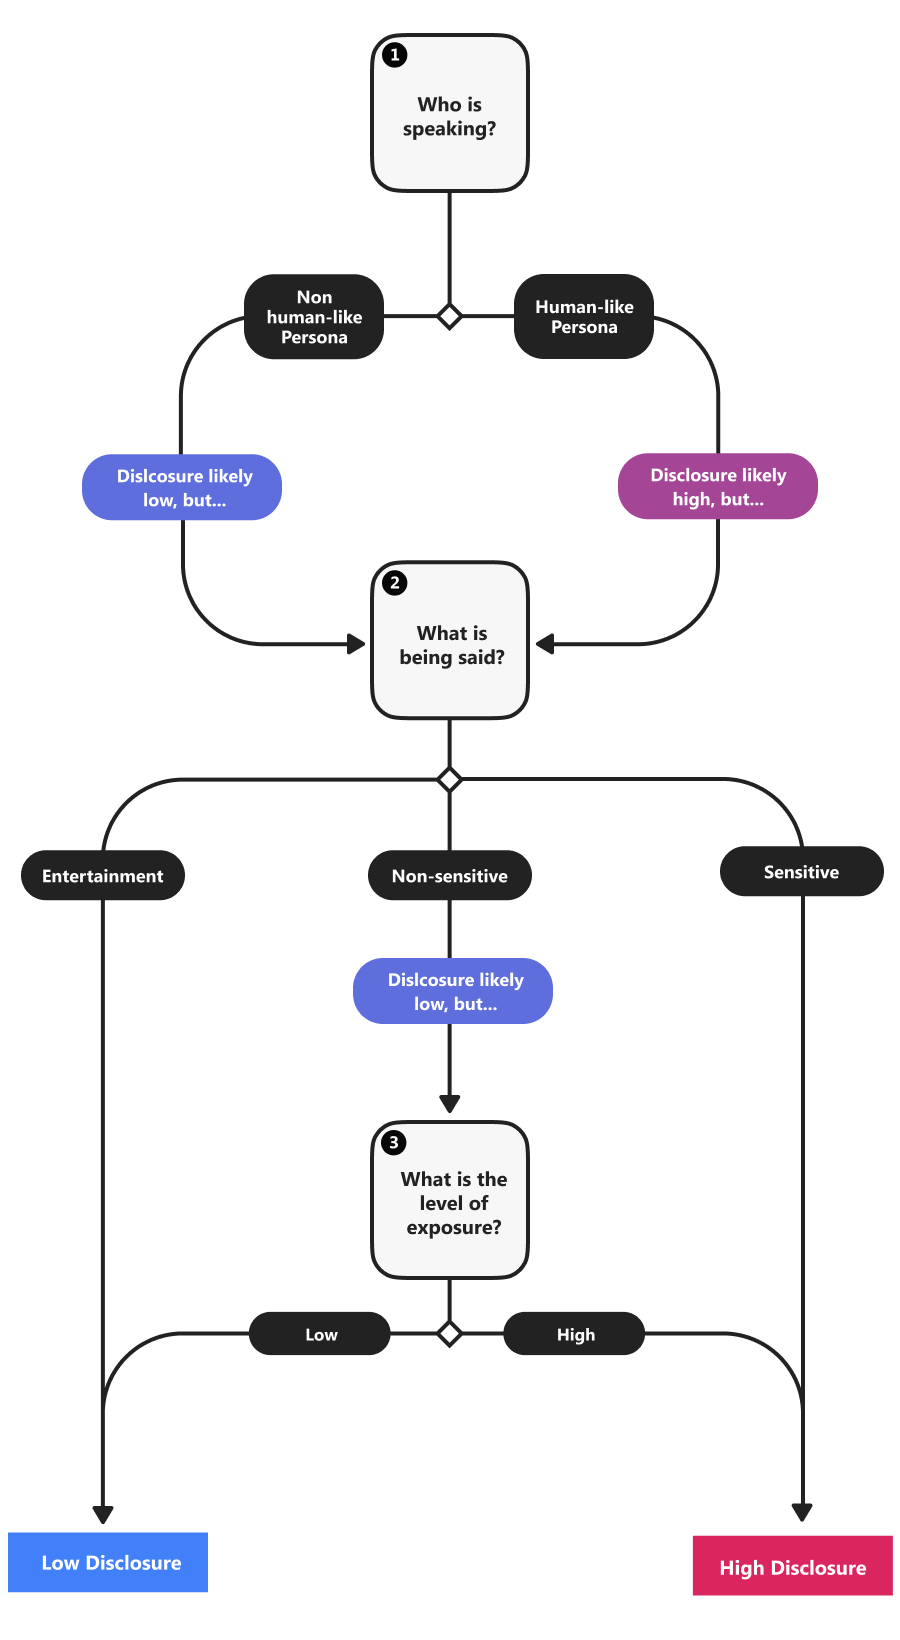 1
Who is
speaking?
Non
human-like
Persona
Human-like
Persona
Dislcosure likely
low, but...
Disclosure likely
high, but...
2
What is
being said?
Entertainment
Non-sensitive
Sensitive
Dislcosure likely
low, but...
3
What is the
level of
exposure?
Low
High
Low Disclosure
High Disclosure